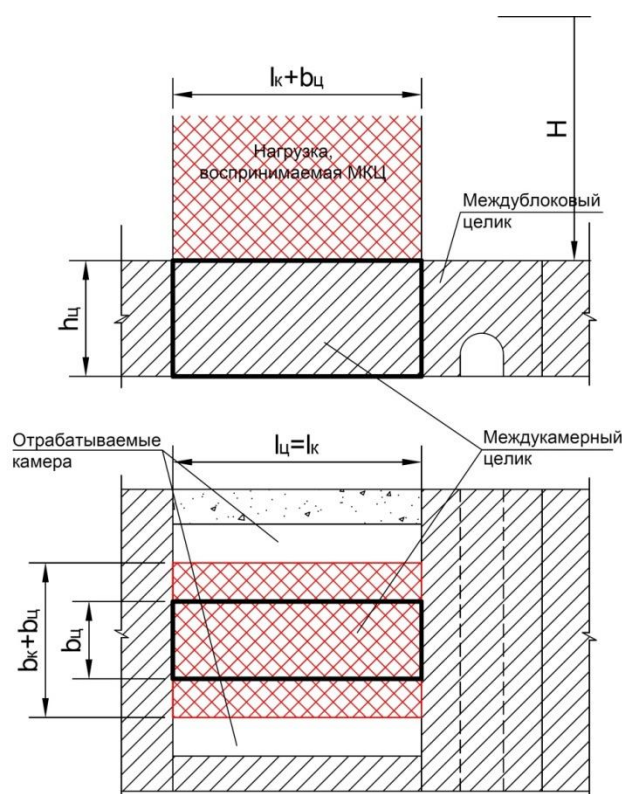 lк+bц
H
Нагрузка,
воспринимаемая МКЦ
Междублоковый
целик
hц
Отрабатываемые
камера
lц=lк
Междукамерный
целик
bк+bц
bц